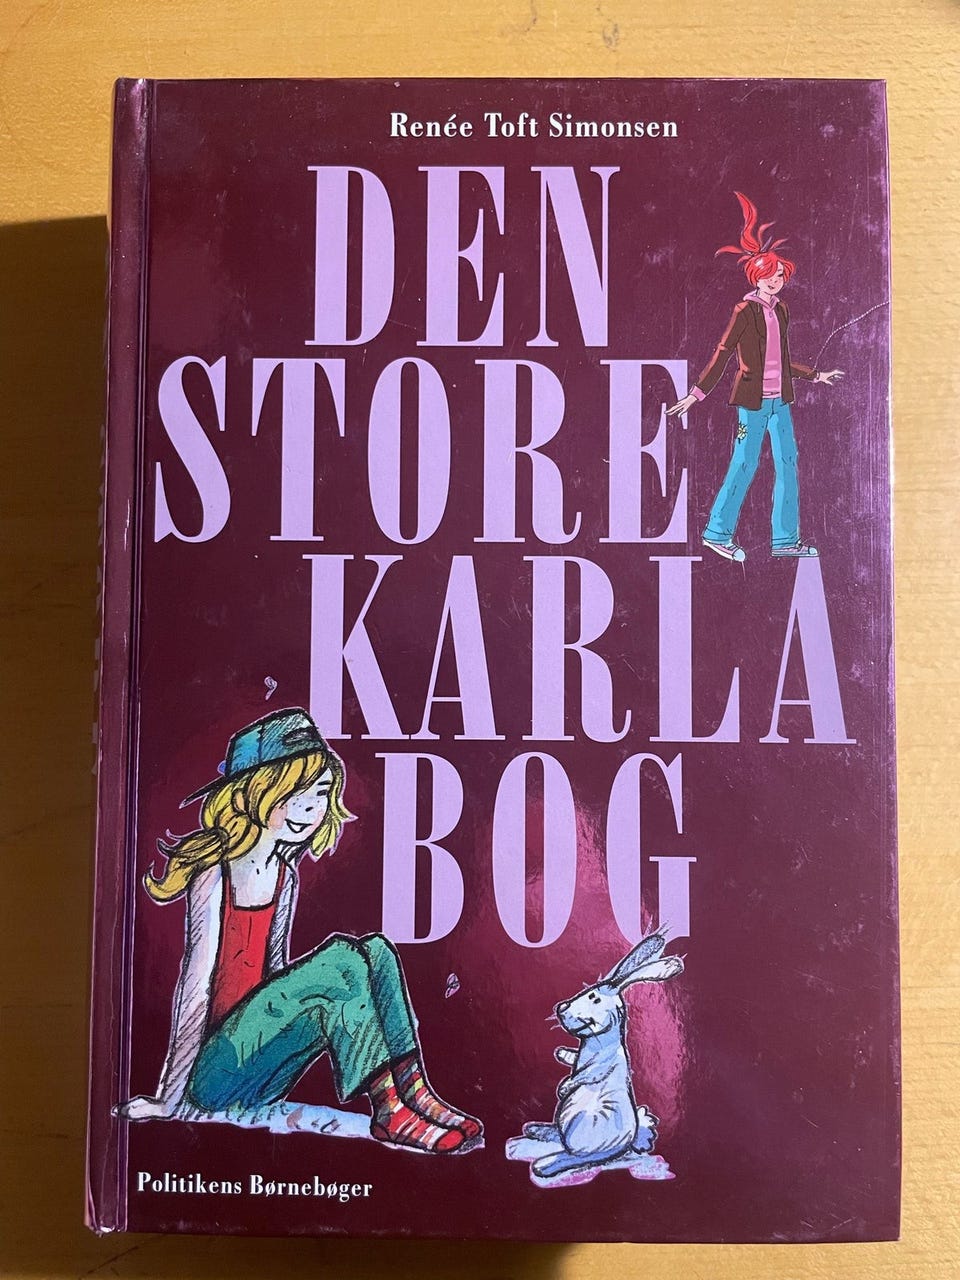 Renée Toft Simonsen
DEN
STORE
KARLA
BOG
Politikens Børnebøger